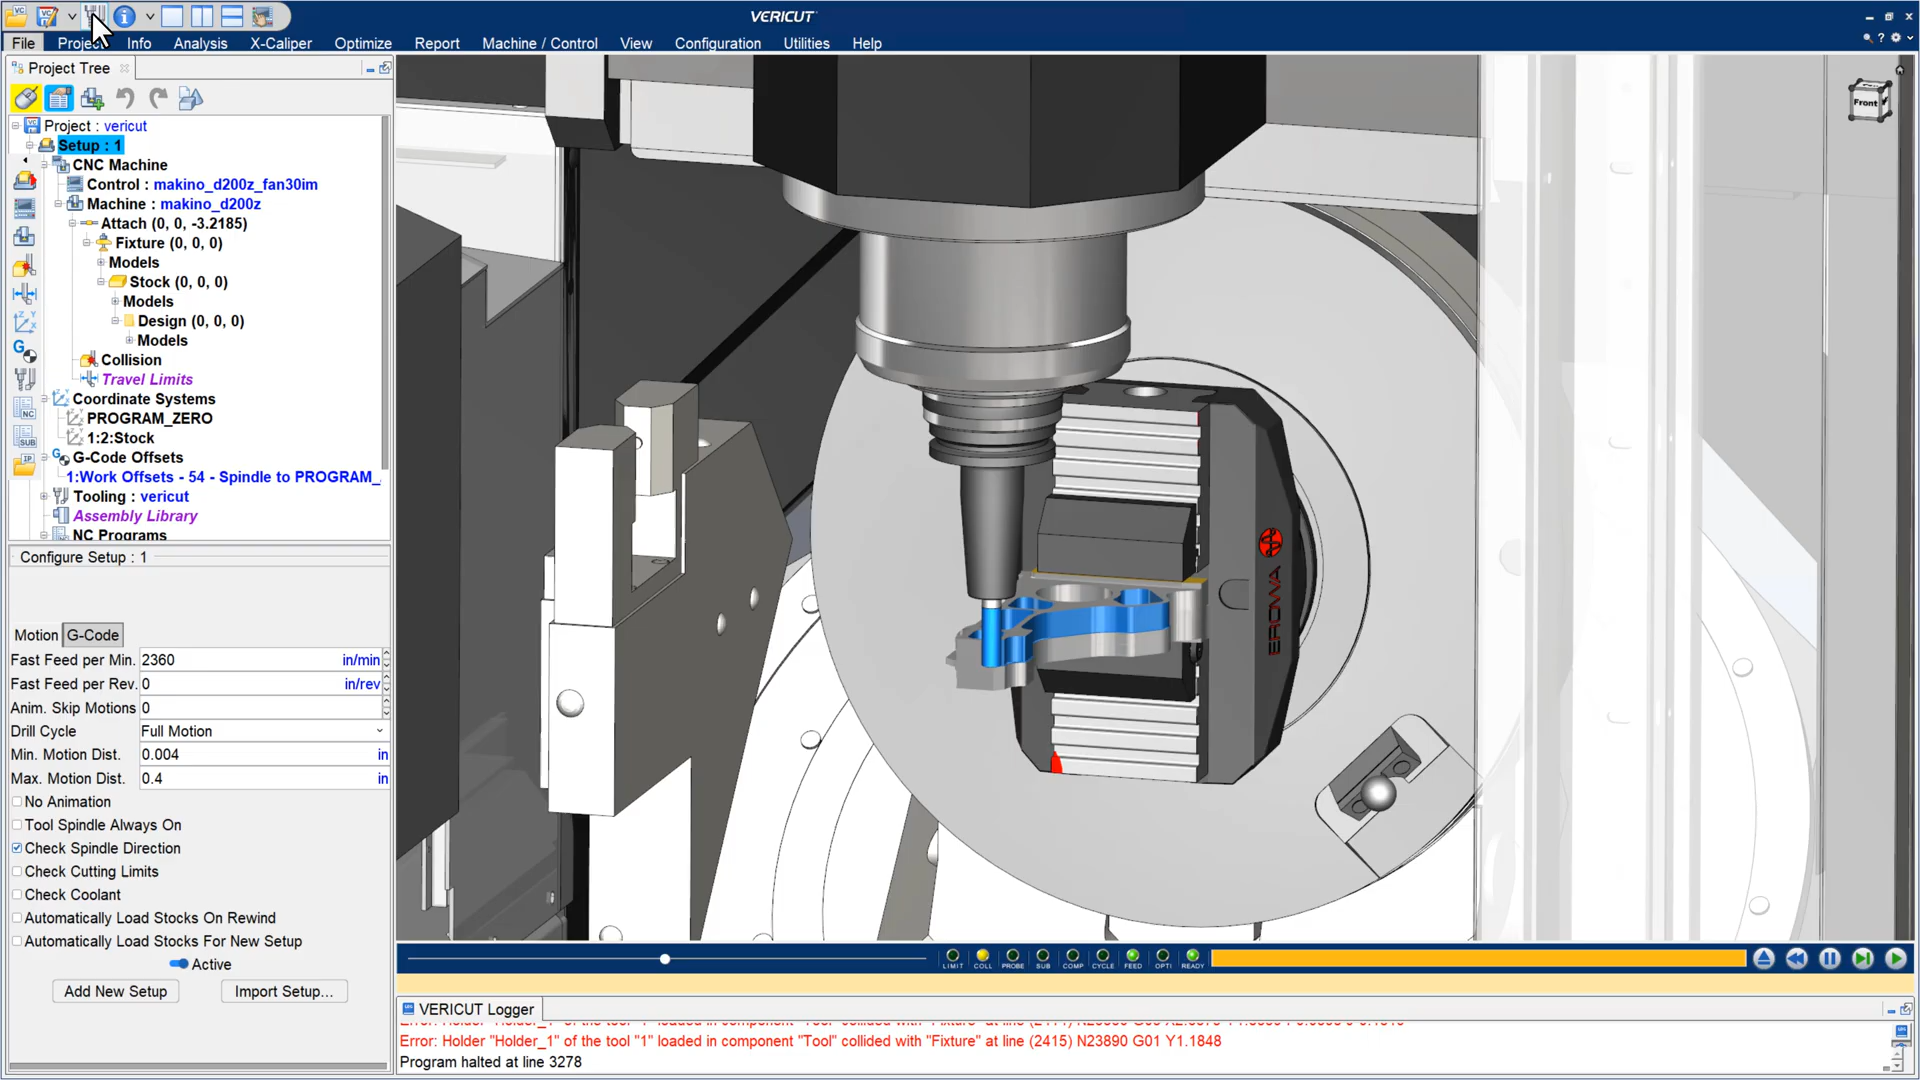 VERICUT
File Project Info Analysis X-Caliper Optimize Report Machine / Control View Configuration Utilities Help
Project Tree
Front
Project : vericut
Setup : 1
CNC Machine
Control : makino_d200z_fan30im
Machine : makino_d200z
Attach (0, 0, -3.2185)
Fixture (0, 0, 0)
Models
Stock (0, 0, 0)
Models
Design (0, 0, 0)
Models
Collision
Travel Limits
Coordinate Systems
PROGRAM_ZERO
1:2:Stock
G-Code Offsets
1:Work Offsets - 54 - Spindle to PROGRAM_
Tooling : vericut
Assembly Library
NC Programs
Configure Setup : 1
Motion G-Code
Fast Feed per Min. 2360 in/min
Fast Feed per Rev. 0 in/rev
Anim. Skip Motions 0
Drill Cycle Full Motion
Min. Motion Dist. 0.004 in
Max. Motion Dist. 0.4 in
No Animation
Tool Spindle Always On
Check Spindle Direction
Check Cutting Limits
Check Coolant
Automatically Load Stocks On Rewind
Automatically Load Stocks For New Setup
Active
Add New Setup Import Setup...
EROWA
LIMIT COLL PROBE SUB COMP CYCLE FEED OPTI READY
VERICUT Logger
Error: Holder "Holder_1" of the tool "1" loaded in component "Tool" collided with "Fixture" at line (2415) N23890 G01 Y1.1848
Program halted at line 3278